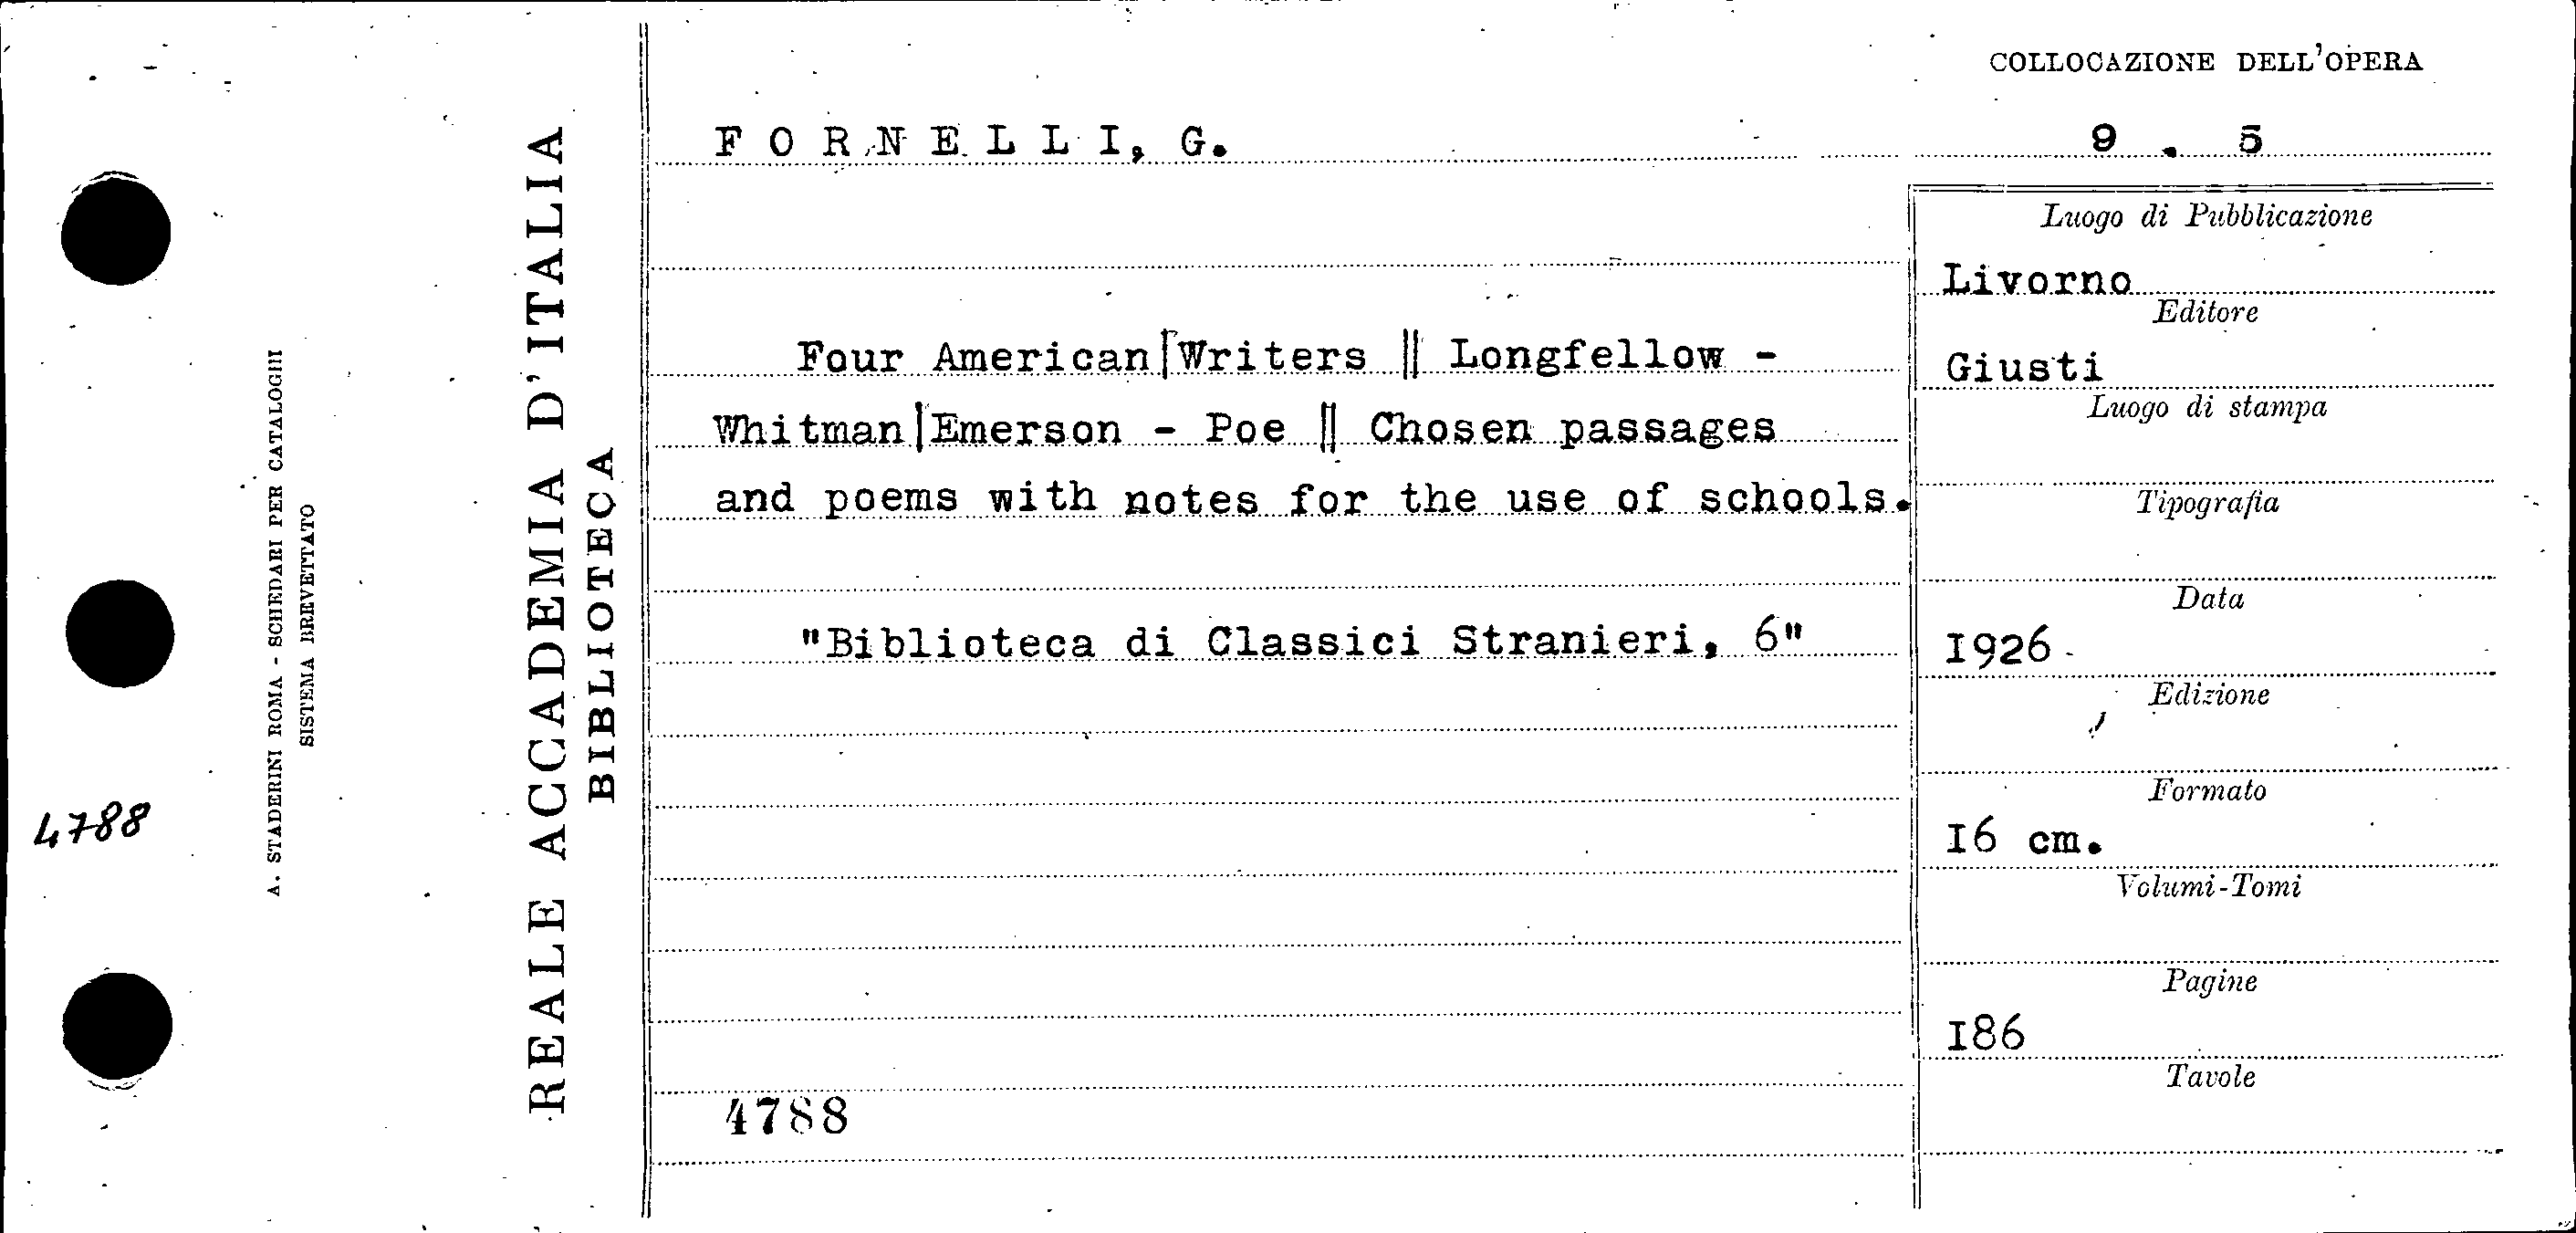 COLLOCAZIONE DELL'OPERA
F O R N E L L I, G.
9 . 5
Luogo di Pubblicazione
Livorno
Editore
Giusti
Luogo di stampa
Tipografia
Data
1926
Edizione
Formato
16 cm.
Volumi-Tomi
Pagine
186
Tavole
Four American|Writers || Longfellow -
Whitman|Emerson - Poe || Chosen passages
and poems with notes for the use of schools.
"Biblioteca di Classici Stranieri, 6"
4788
REALE ACCADEMIA D'ITALIA
BIBLIOTECA
A. STADERINI ROMA - SCHEDARI PER CATALOGHI
SISTEMA BREVETTATO
4788